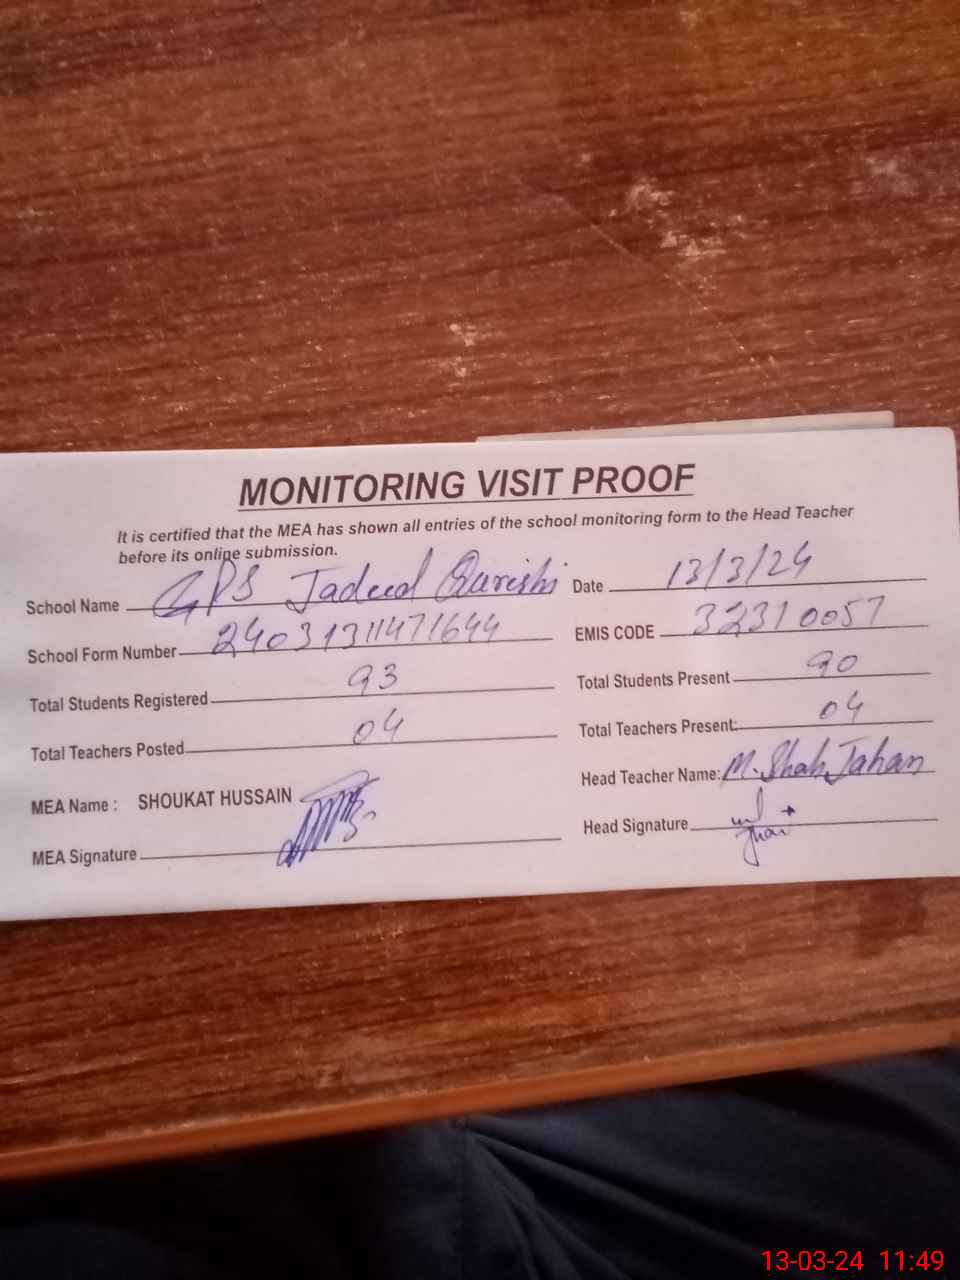 MONITORING VISIT PROOF
It is certified that the MEA has shown all entries of the school monitoring form to the Head Teacher
before its online submission.
School Name GPS Jadeed Qureshi Date 13/3/24
School Form Number 24031311471644 EMIS CODE 32310057
Total Students Registered 93 Total Students Present 90
Total Teachers Posted 04 Total Teachers Present: 04
MEA Name : SHOUKAT HUSSAIN Head Teacher Name: M. Shah Jahan
MEA Signature Head Signature
13-03-24 11:49